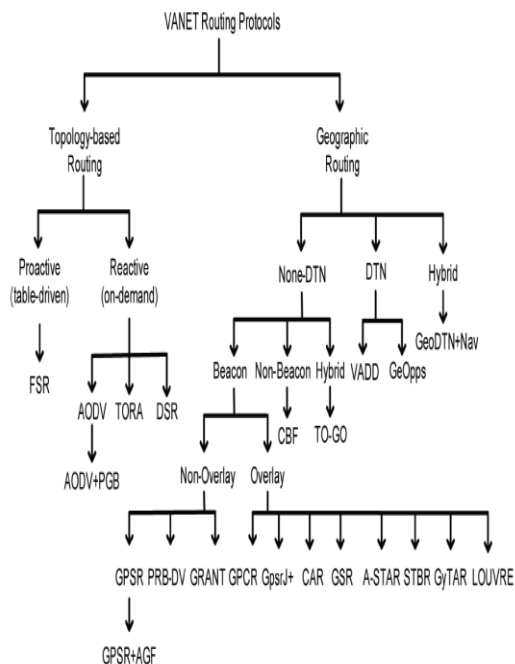 VANET Routing Protocols
Topology-based
Routing
Geographic
Routing
Proactive
(table-driven)
Reactive
(on-demand)
None-DTN
DTN
Hybrid
FSR
AODV
TORA
DSR
AODV+PGB
Beacon
Non-Beacon
Hybrid
VADD
GeOpps
GeoDTN+Nav
CBF
TO-GO
Non-Overlay
Overlay
GPSR
PRB-DV
GRANT
GPCR
GpsrJ+
CAR
GSR
A-STAR
STBR
GyTAR
LOUVRE
GPSR+AGF